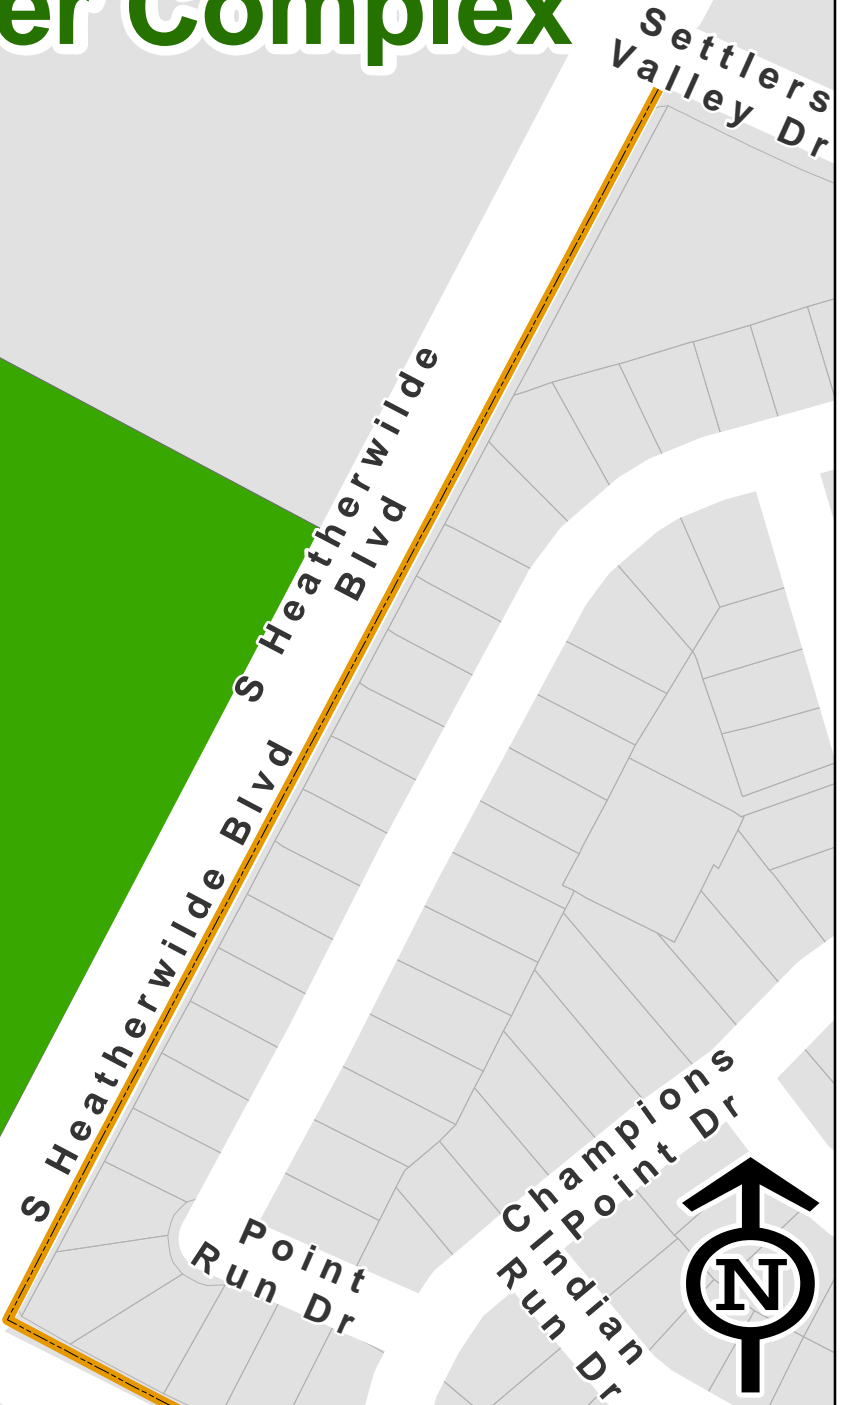 er Complex
Settlers
Valley Dr
S Heatherwilde
Blvd
S Heatherwilde Blvd
Champions
Point Dr
Point
Run Dr
Indian
Run Dr
N